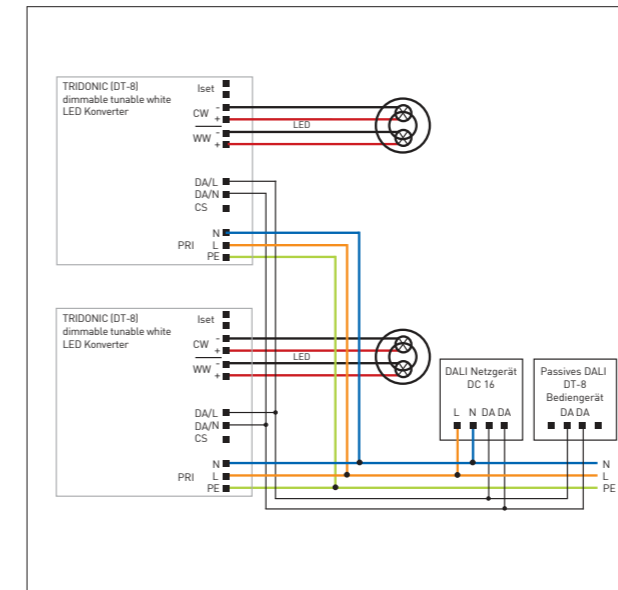 TRIDONIC (DT-8)
dimmable tunable white
LED Konverter
Iset
-
CW
+
-
WW
+
LED
DA/L
DA/N
CS
N
PRI L
PE
TRIDONIC (DT-8)
dimmable tunable white
LED Konverter
Iset
-
CW
+
-
WW
+
LED
DA/L
DA/N
CS
N
PRI L
PE
DALI Netzgerät
DC 16
L N DA DA
Passives DALI
DT-8
Bediengerät
DA DA
N
L
PE